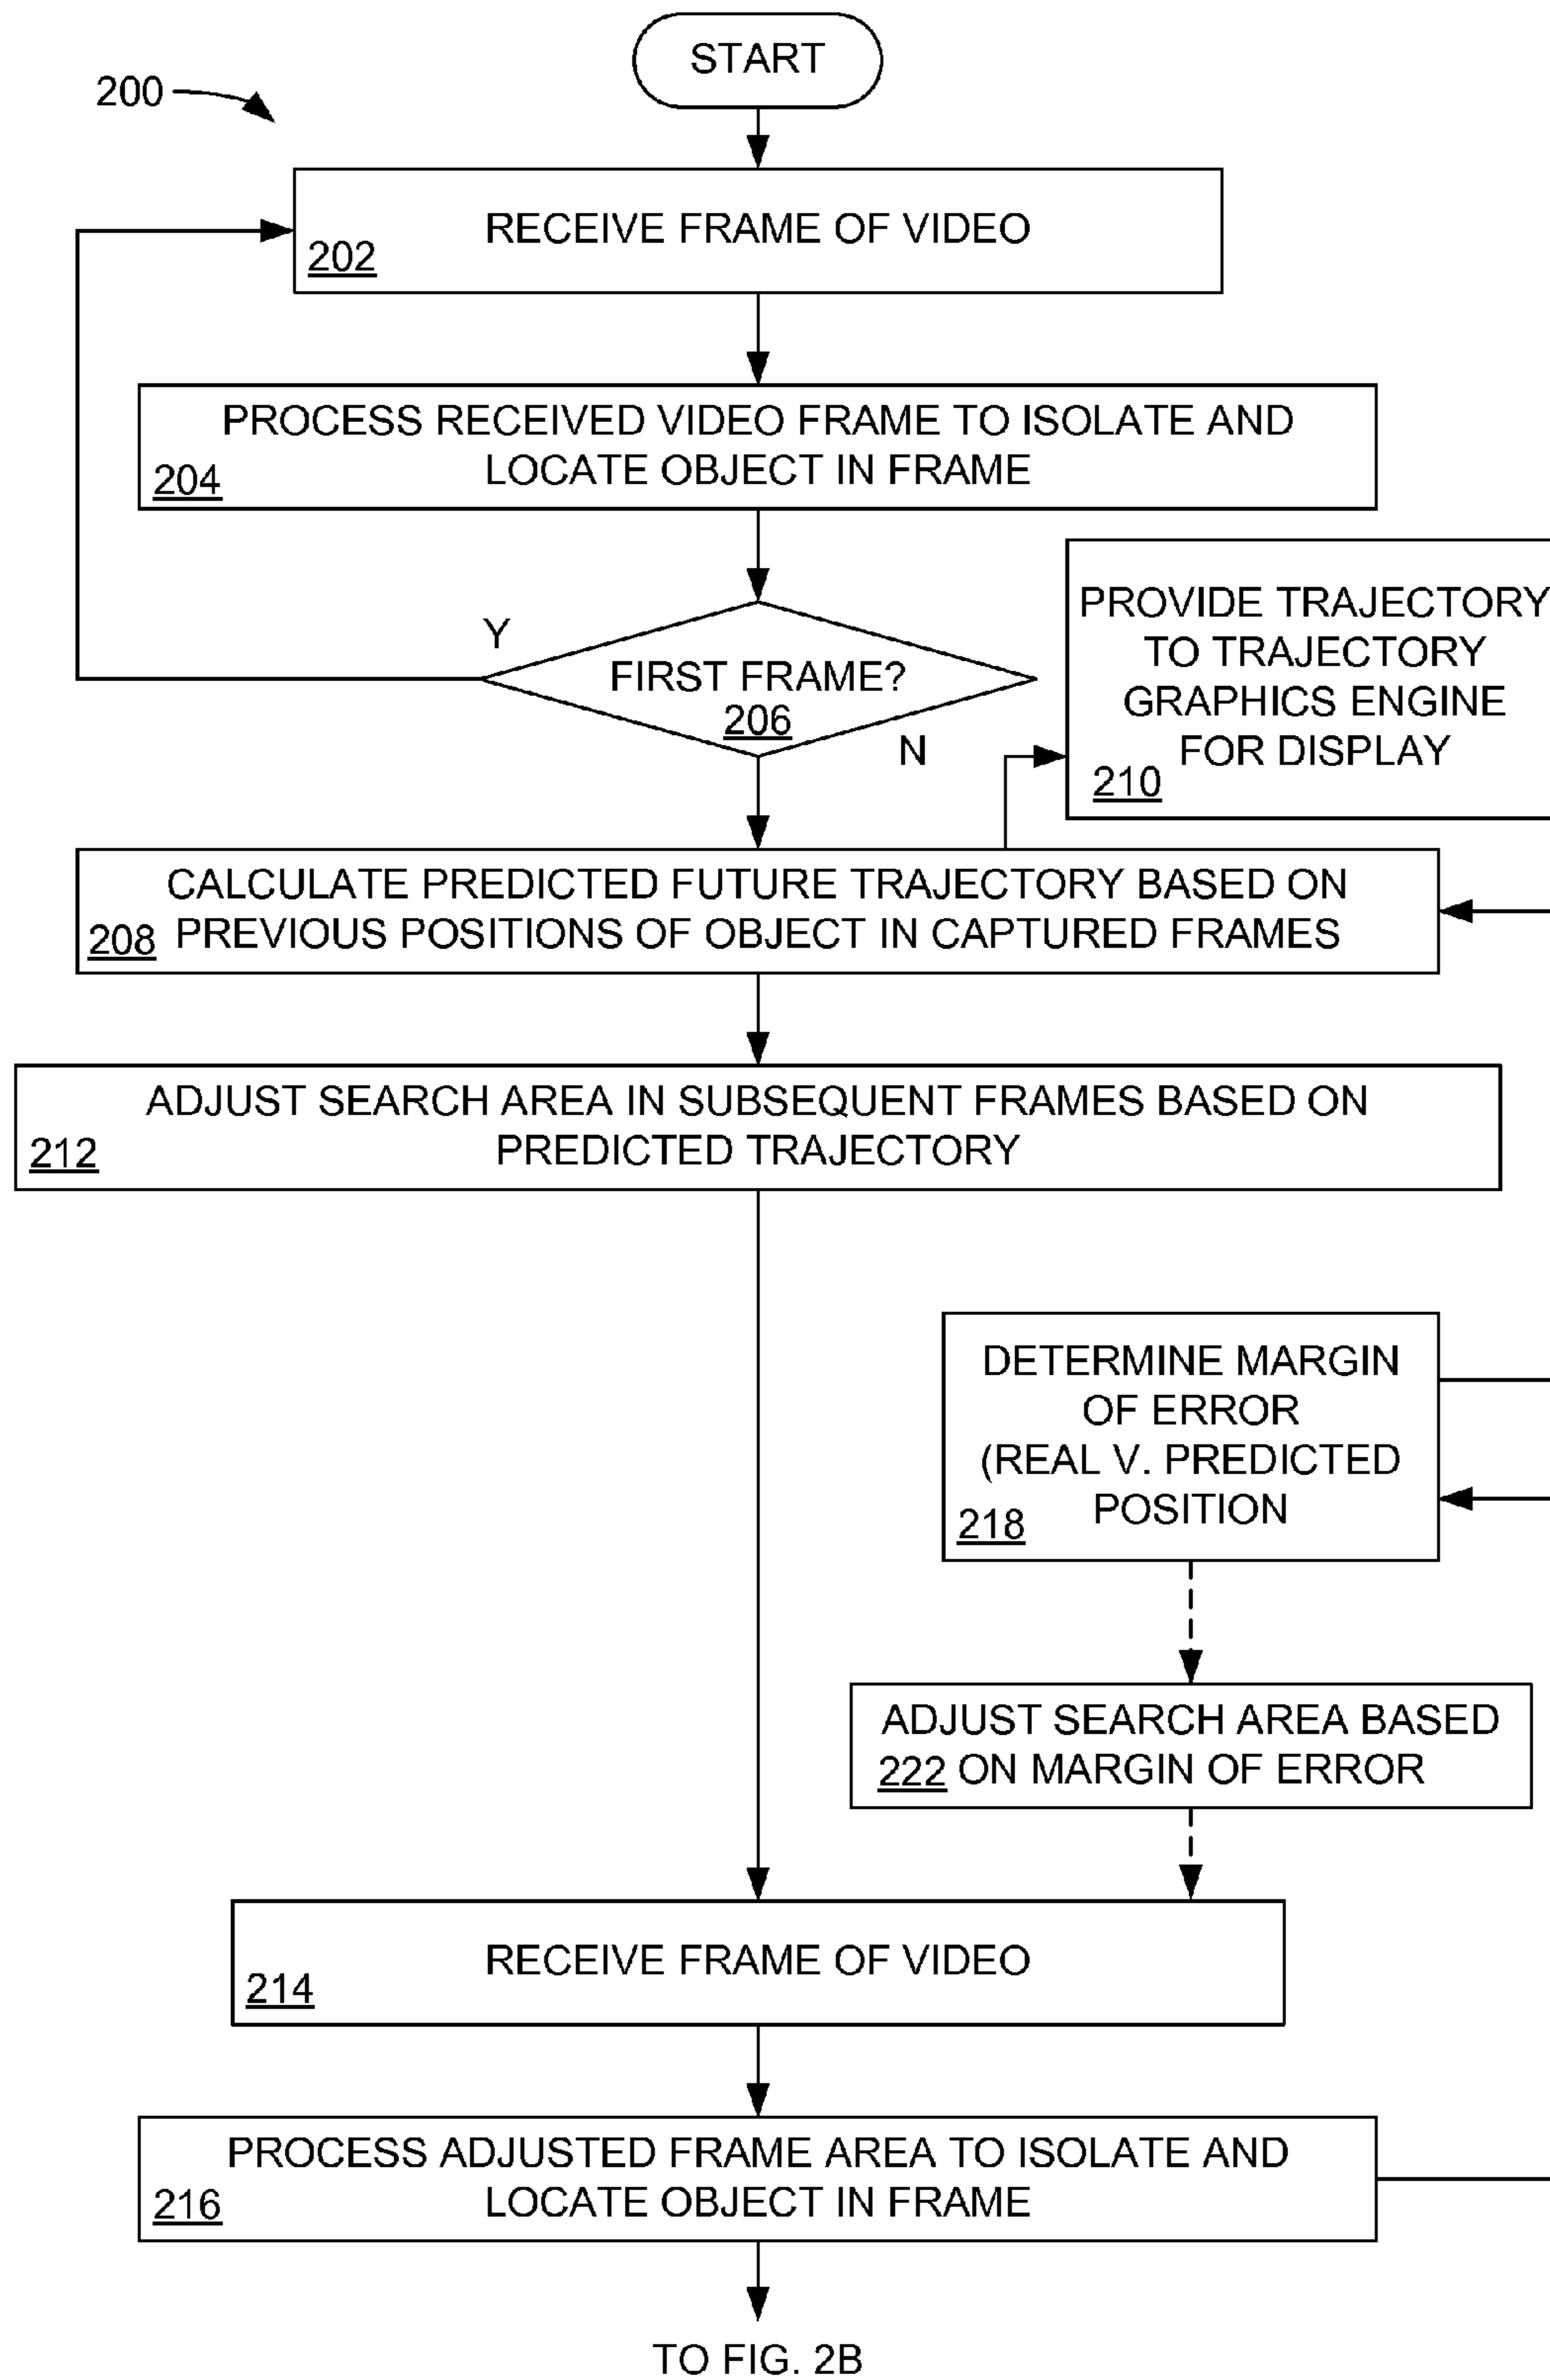 START
200
RECEIVE FRAME OF VIDEO
202
PROCESS RECEIVED VIDEO FRAME TO ISOLATE AND
LOCATE OBJECT IN FRAME
204
Y
FIRST FRAME?
206
N
PROVIDE TRAJECTORY
TO TRAJECTORY
GRAPHICS ENGINE
FOR DISPLAY
210
CALCULATE PREDICTED FUTURE TRAJECTORY BASED ON
PREVIOUS POSITIONS OF OBJECT IN CAPTURED FRAMES
208
ADJUST SEARCH AREA IN SUBSEQUENT FRAMES BASED ON
PREDICTED TRAJECTORY
212
DETERMINE MARGIN
OF ERROR
(REAL V. PREDICTED
POSITION
218
ADJUST SEARCH AREA BASED
222 ON MARGIN OF ERROR
RECEIVE FRAME OF VIDEO
214
PROCESS ADJUSTED FRAME AREA TO ISOLATE AND
LOCATE OBJECT IN FRAME
216
TO FIG. 2B